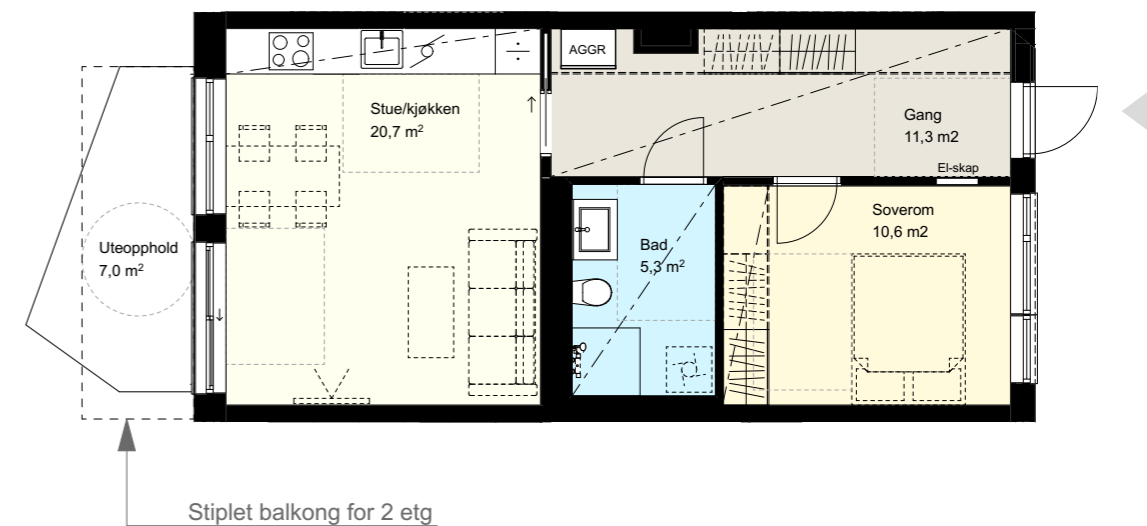 AGGR
Stue/kjøkken
20,7 m²
Gang
11,3 m2
El-skap
Soverom
10,6 m2
Bad
5,3 m²
Uteopphold
7,0 m²
Stiplet balkong for 2 etg